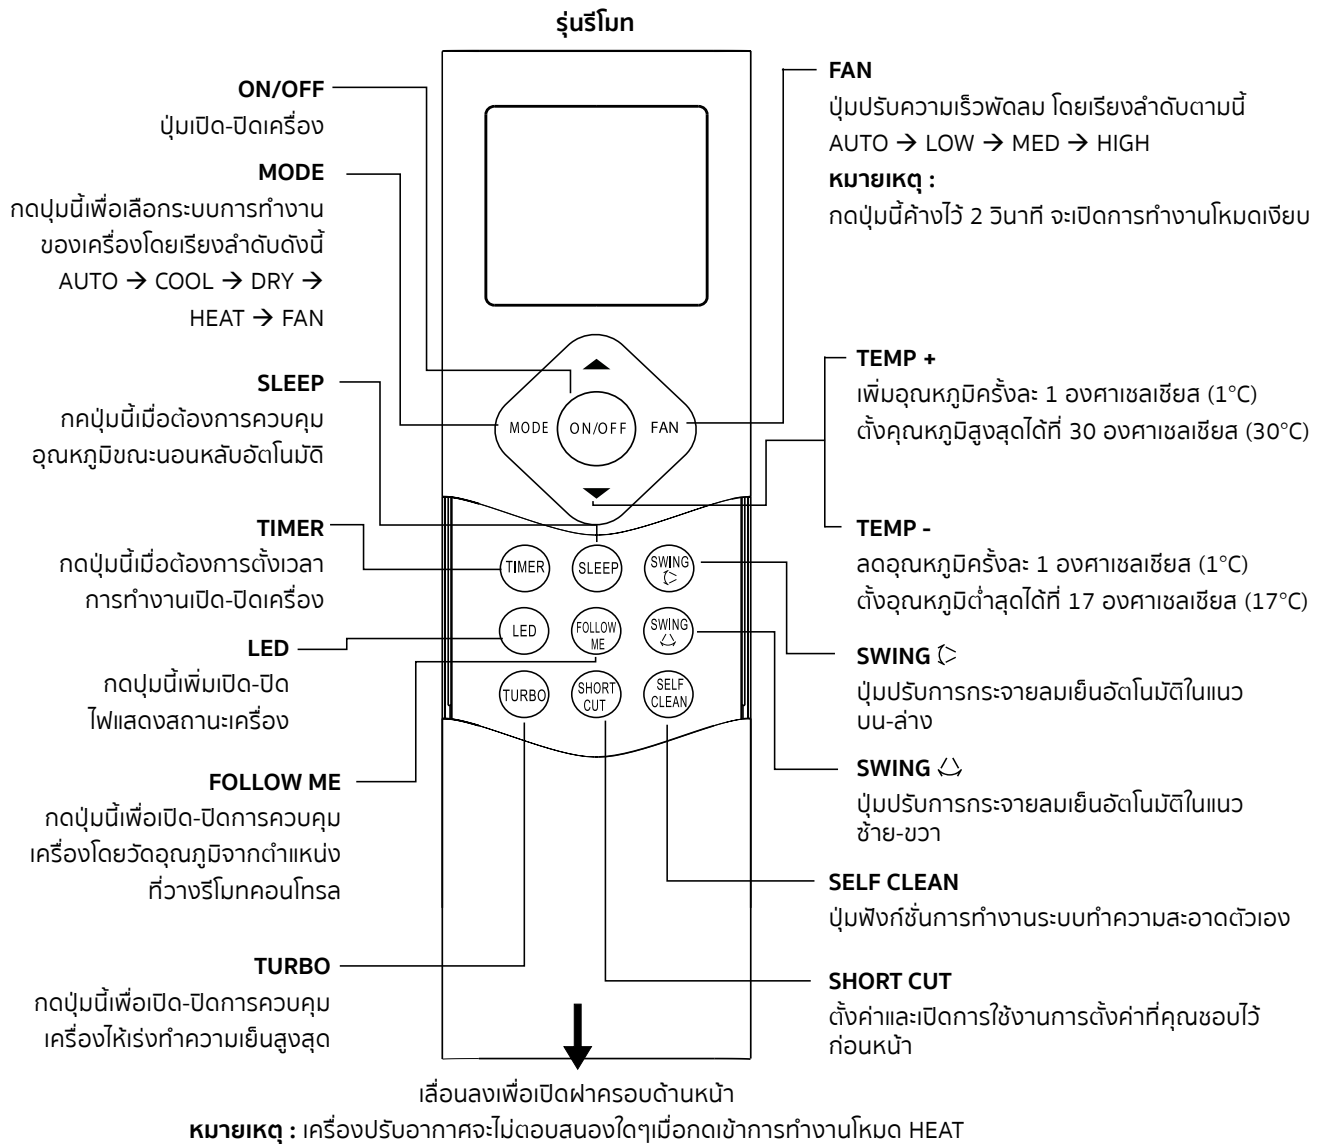 รุ่นรีโมท
ON/OFF
ปุ่มเปิด-ปิดเครื่อง
MODE
กดปุมนี้เพื่อเลือกระบบการทำงาน
ของเครื่องโดยเรียงลำดับดังนี้
AUTO → COOL → DRY →
HEAT → FAN
SLEEP
กคปุ่มนี้เมื่อต้องการควบคุม
อุณหภูมิขณะนอนหลับอัตโนมัติ
TIMER
กดปุ่มนี้เมื่อต้องการตั้งเวลา
การทำงานเปิด-ปิดเครื่อง
LED
กดปุมนี้เพิ่มเปิด-ปิด
ไฟแสดงสถานะเครื่อง
FOLLOW ME
กดปุ่มนี้เพื่อเปิด-ปิดการควบคุม
เครื่องโดยวัดอุณภูมิจากตำแหน่ง
ที่วางรีโมทคอนโทรล
TURBO
กดปุ่มนี้เพื่อเปิด-ปิดการควบคุม
เครื่องไห้เร่งทำความเย็นสูงสุด
MODE ON/OFF FAN
TIMER SLEEP SWING
LED FOLLOW ME SWING
TURBO SHORT CUT SELF CLEAN
FAN
ปุ่มปรับความเร็วพัดลม โดยเรียงลำดับตามนี้
AUTO → LOW → MED → HIGH
หมายเหตุ :
กดปุ่มนี้ค้างไว้ 2 วินาที จะเปิดการทำงานโหมดเงียบ
TEMP +
เพิ่มอุณหภูมิครั้งละ 1 องศาเซลเซียส (1°C)
ตั้งคุณหภูมิสูงสุดได้ที่ 30 องศาเซลเซียส (30°C)
TEMP -
ลดอุณหภูมิครั้งละ 1 องศาเซลเซียส (1°C)
ตั้งอุณหภูมิต่ำสุดได้ที่ 17 องศาเซลเซียส (17°C)
SWING
ปุ่มปรับการกระจายลมเย็นอัตโนมัติในแนว
บน-ล่าง
SWING
ปุ่มปรับการกระจายลมเย็นอัตโนมัติในแนว
ซ้าย-ขวา
SELF CLEAN
ปุ่มฟังก์ชั่นการทำงานระบบทำความสะอาดตัวเอง
SHORT CUT
ตั้งค่าและเปิดการใช้งานการตั้งค่าที่คุณชอบไว้
ก่อนหน้า
เลื่อนลงเพื่อเปิดฝาครอบด้านหน้า
หมายเหตุ : เครื่องปรับอากาศจะไม่ตอบสนองใดๆเมื่อกดเข้าการทำงานโหมด HEAT